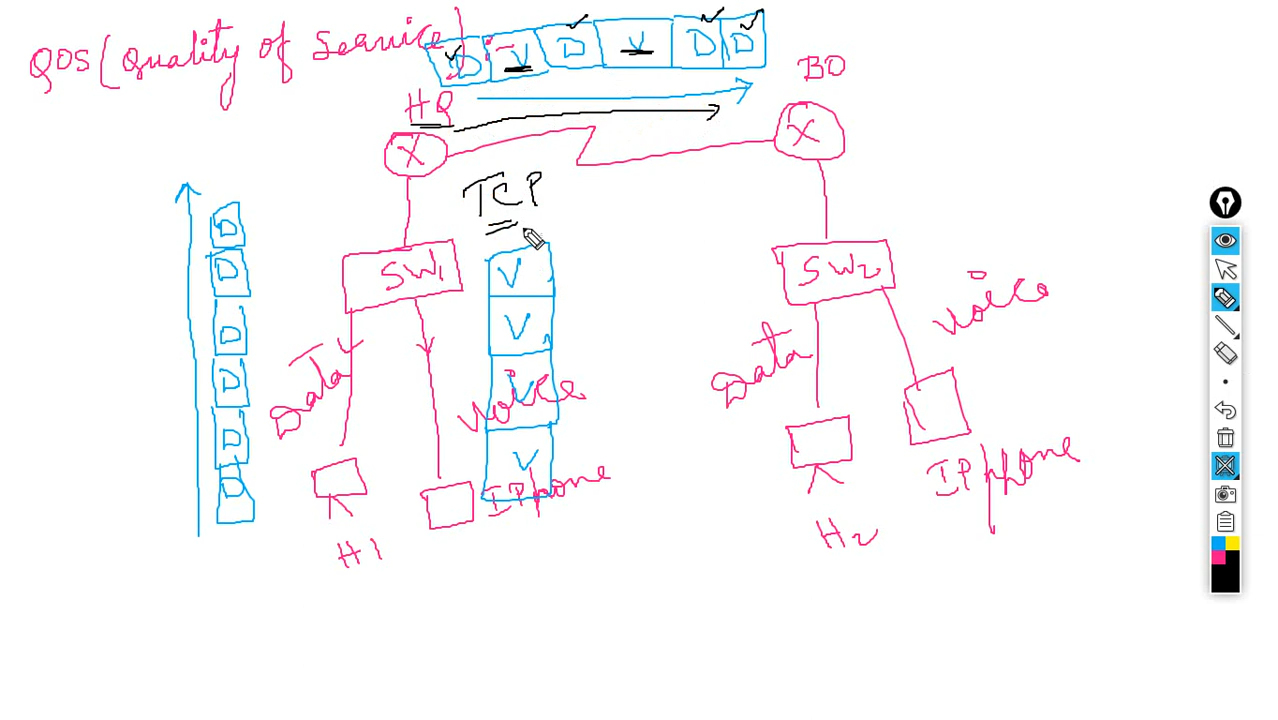 QOS (Quality of Service) :-
D V D V D D
HQ
BO
X
X
TCP
D
D
D
D
D
D
SW1
V
V
V
V
SW2
Data
Voice
Data
Voice
IP phone
IP phone
H1
H2